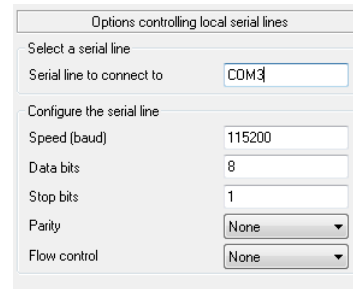 Options controlling local serial lines
Select a serial line
Serial line to connect to COM3
Configure the serial line
Speed (baud) 115200
Data bits 8
Stop bits 1
Parity None
Flow control None